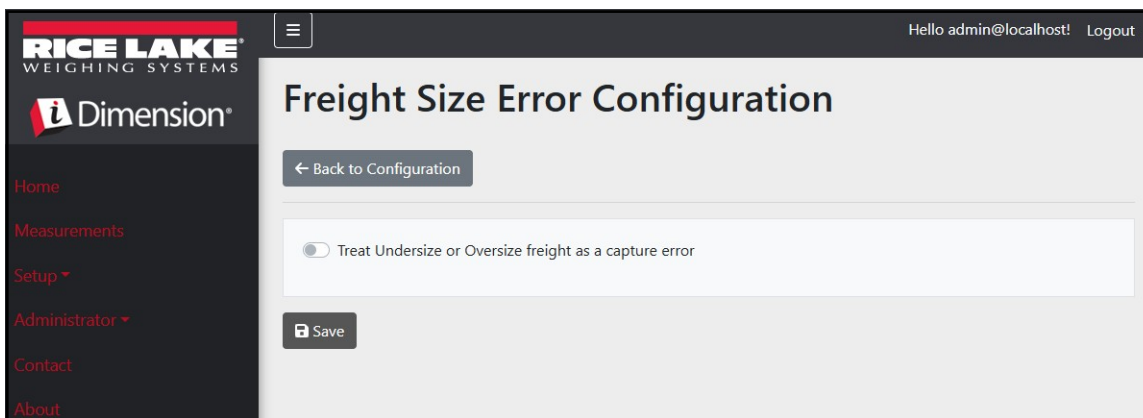 RICE LAKE®
WEIGHING SYSTEMS
i Dimension®
Home
Measurements
Setup
Administrator
Contact
About
Hello admin@localhost! Logout
Freight Size Error Configuration
← Back to Configuration
Treat Undersize or Oversize freight as a capture error
Save